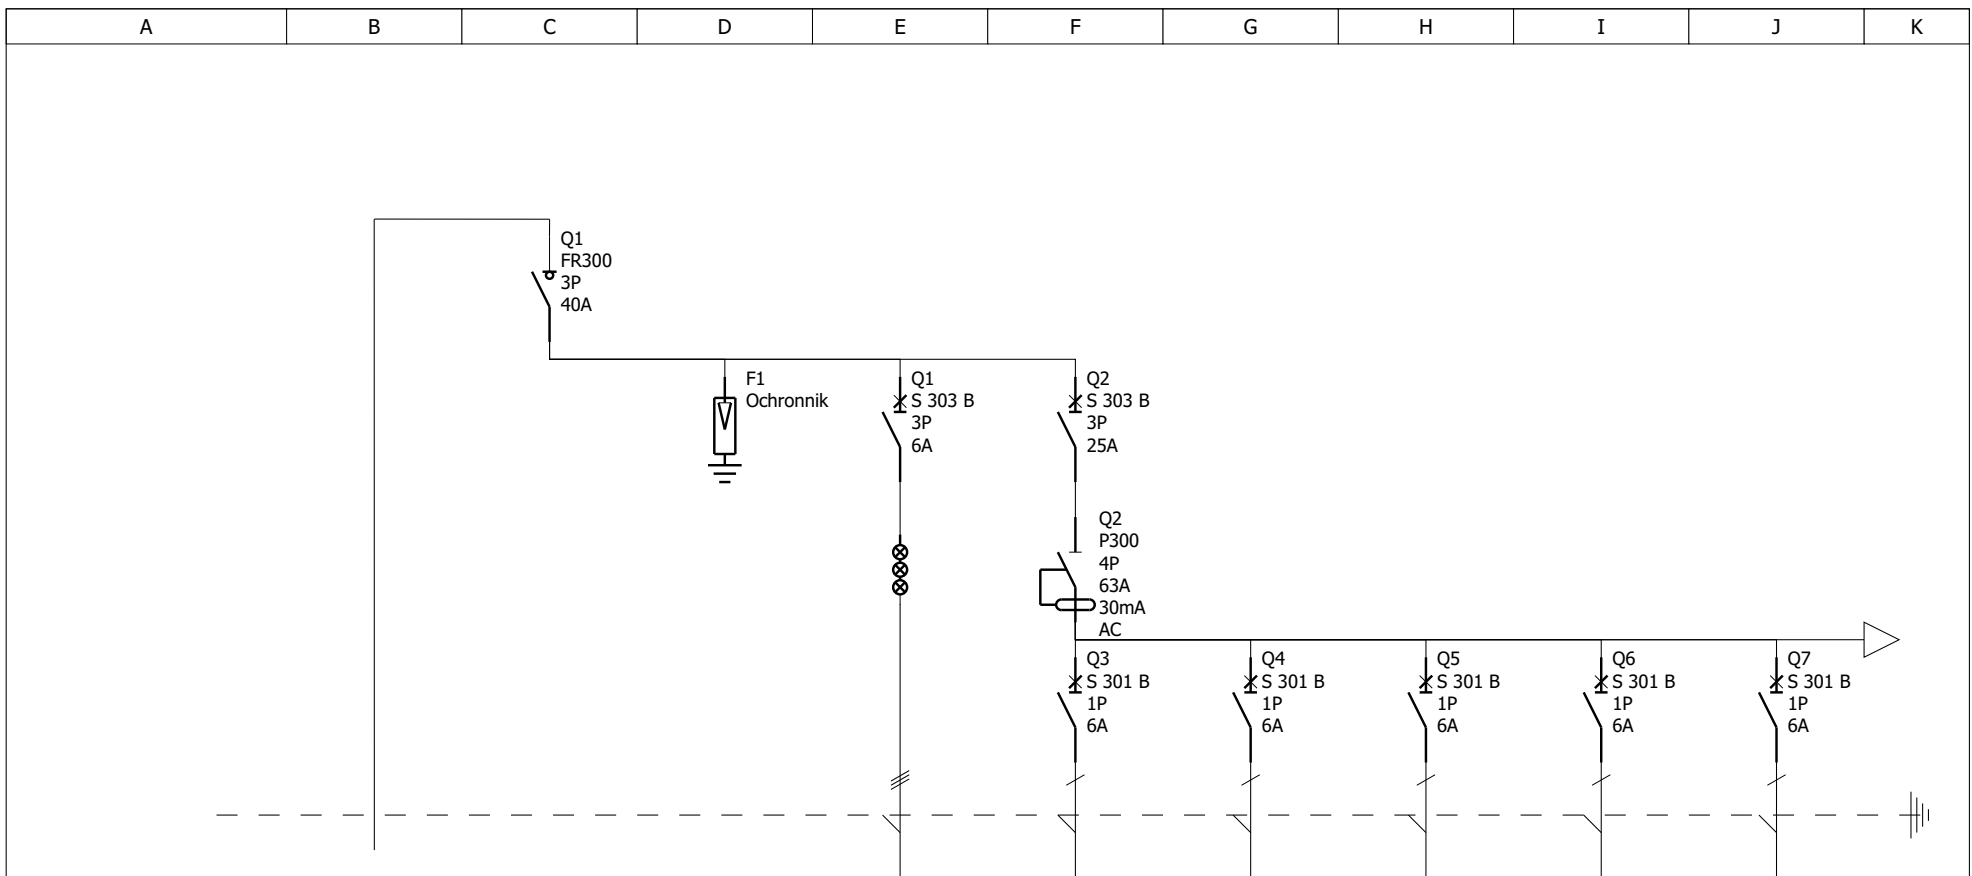 A B C D E F G H I J K
Q1
FR300
3P
40A
F1
Ochronnik
Q1
S 303 B
3P
6A
Q2
S 303 B
3P
25A
Q2
P300
4P
63A
30mA
AC
Q3
S 301 B
1P
6A
Q4
S 301 B
1P
6A
Q5
S 301 B
1P
6A
Q6
S 301 B
1P
6A
Q7
S 301 B
1P
6A